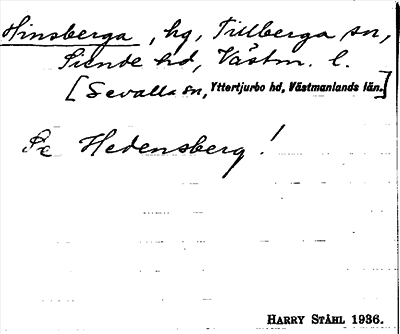 Hinsberga, hg, Tillberga sn,
Siende hd, Västm. l.
[Sevalla sn, Yttertjurbo hd, Västmanlands län.]
Se Hedensberg!
HARRY STÅHL 1936.